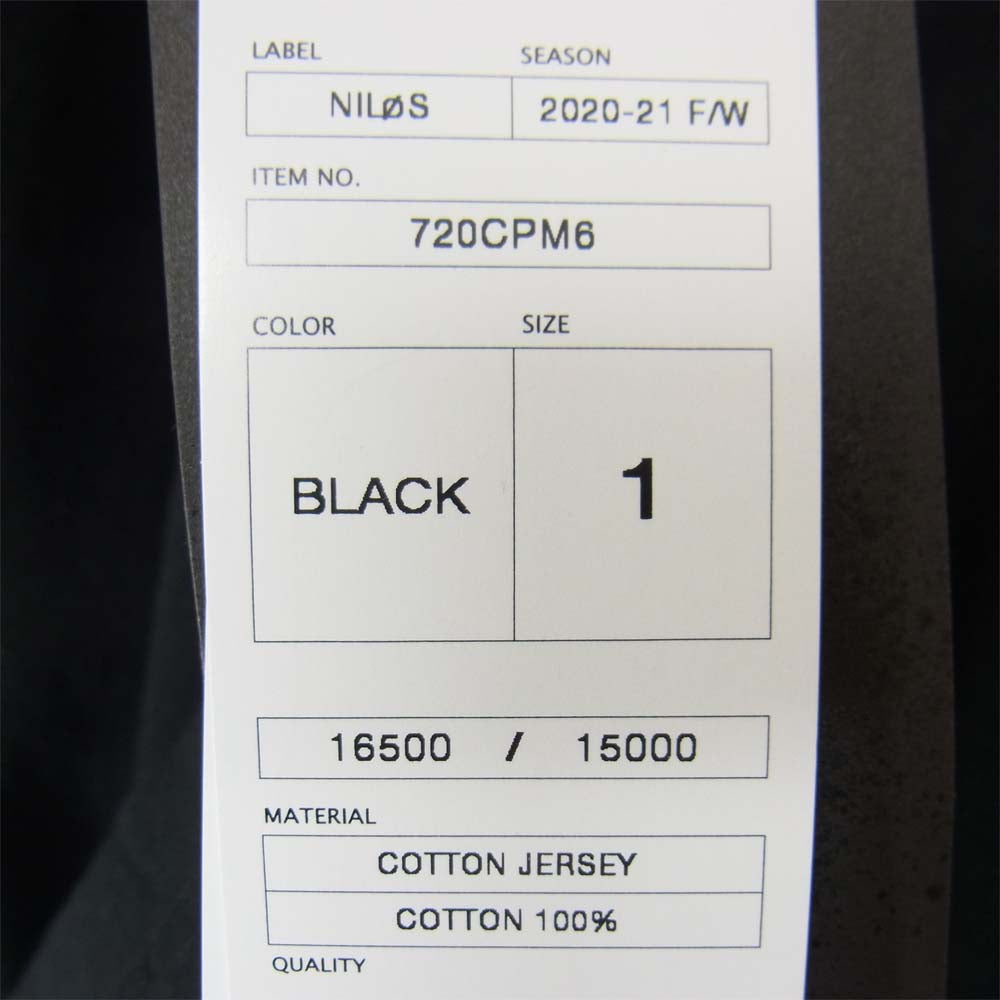 LABEL SEASON
NILøS 2020-21 F/W
ITEM NO.
720CPM6
COLOR SIZE
BLACK 1
16500 / 15000
MATERIAL
COTTON JERSEY
COTTON 100%
QUALITY